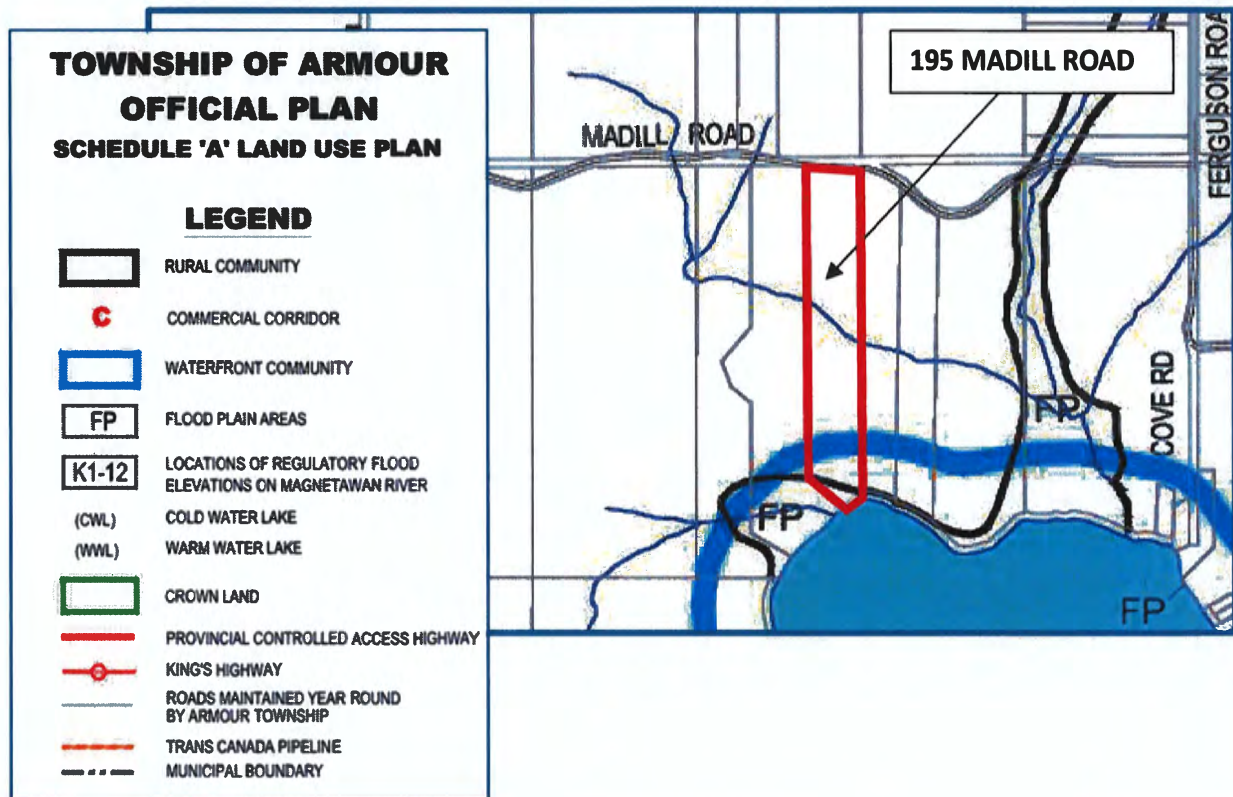 TOWNSHIP OF ARMOUR
OFFICIAL PLAN
SCHEDULE 'A' LAND USE PLAN
LEGEND
RURAL COMMUNITY
C COMMERCIAL CORRIDOR
WATERFRONT COMMUNITY
FP FLOOD PLAIN AREAS
K1-12 LOCATIONS OF REGULATORY FLOOD
ELEVATIONS ON MAGNETAWAN RIVER
(CWL) COLD WATER LAKE
(WWL) WARM WATER LAKE
CROWN LAND
PROVINCIAL CONTROLLED ACCESS HIGHWAY
KING'S HIGHWAY
ROADS MAINTAINED YEAR ROUND
BY ARMOUR TOWNSHIP
TRANS CANADA PIPELINE
MUNICIPAL BOUNDARY
195 MADILL ROAD
MADILL ROAD
FERGUSON ROA
COVE RD
FP
FP
FP